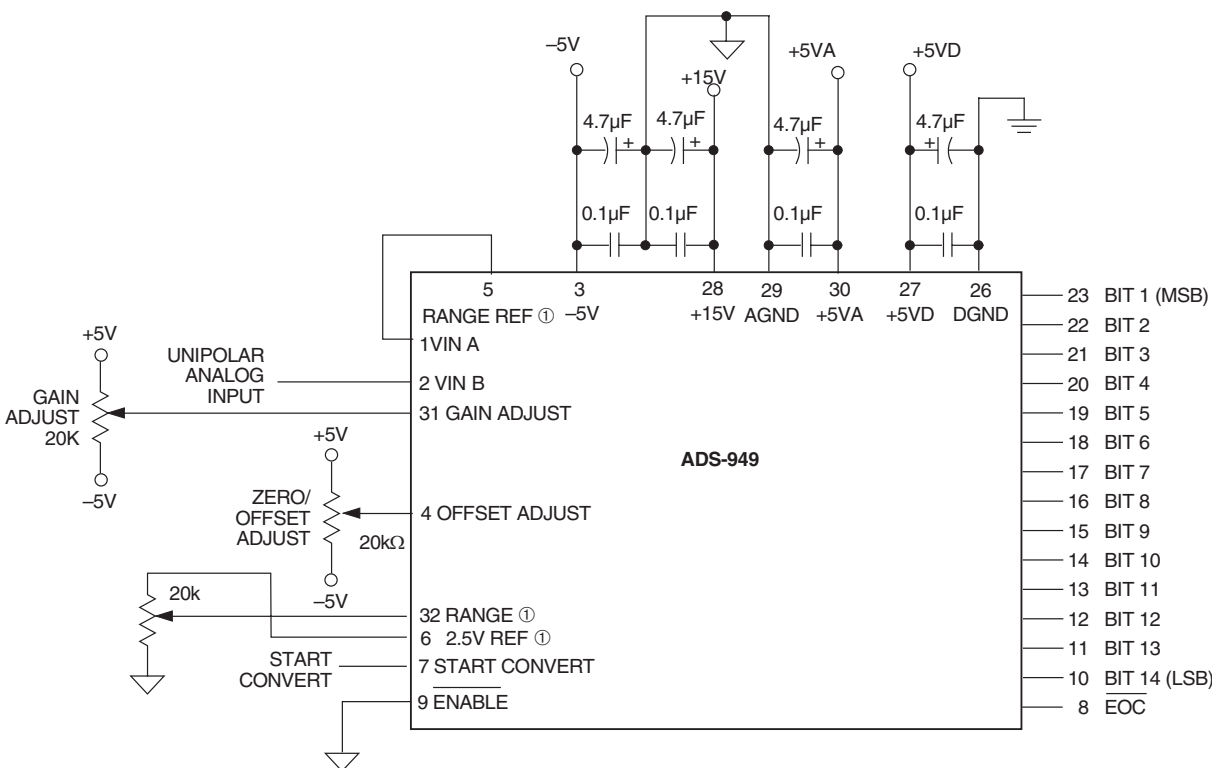 –5V
+15V
+5VA
+5VD
4.7µF
+
4.7µF
+
4.7µF
+
4.7µF
+
0.1µF
0.1µF
0.1µF
0.1µF
5
3
28
29
30
27
26
RANGE REF ①
–5V
+15V
AGND
+5VA
+5VD
DGND
1VIN A
2 VIN B
31 GAIN ADJUST
4 OFFSET ADJUST
32 RANGE ①
6 2.5V REF ①
7 START CONVERT
9 ENABLE
ADS-949
UNIPOLAR
ANALOG
INPUT
+5V
GAIN
ADJUST
20K
–5V
+5V
ZERO/
OFFSET
ADJUST
20kΩ
–5V
20k
START
CONVERT
23 BIT 1 (MSB)
22 BIT 2
21 BIT 3
20 BIT 4
19 BIT 5
18 BIT 6
17 BIT 7
16 BIT 8
15 BIT 9
14 BIT 10
13 BIT 11
12 BIT 12
11 BIT 13
10 BIT 14 (LSB)
8 EOC